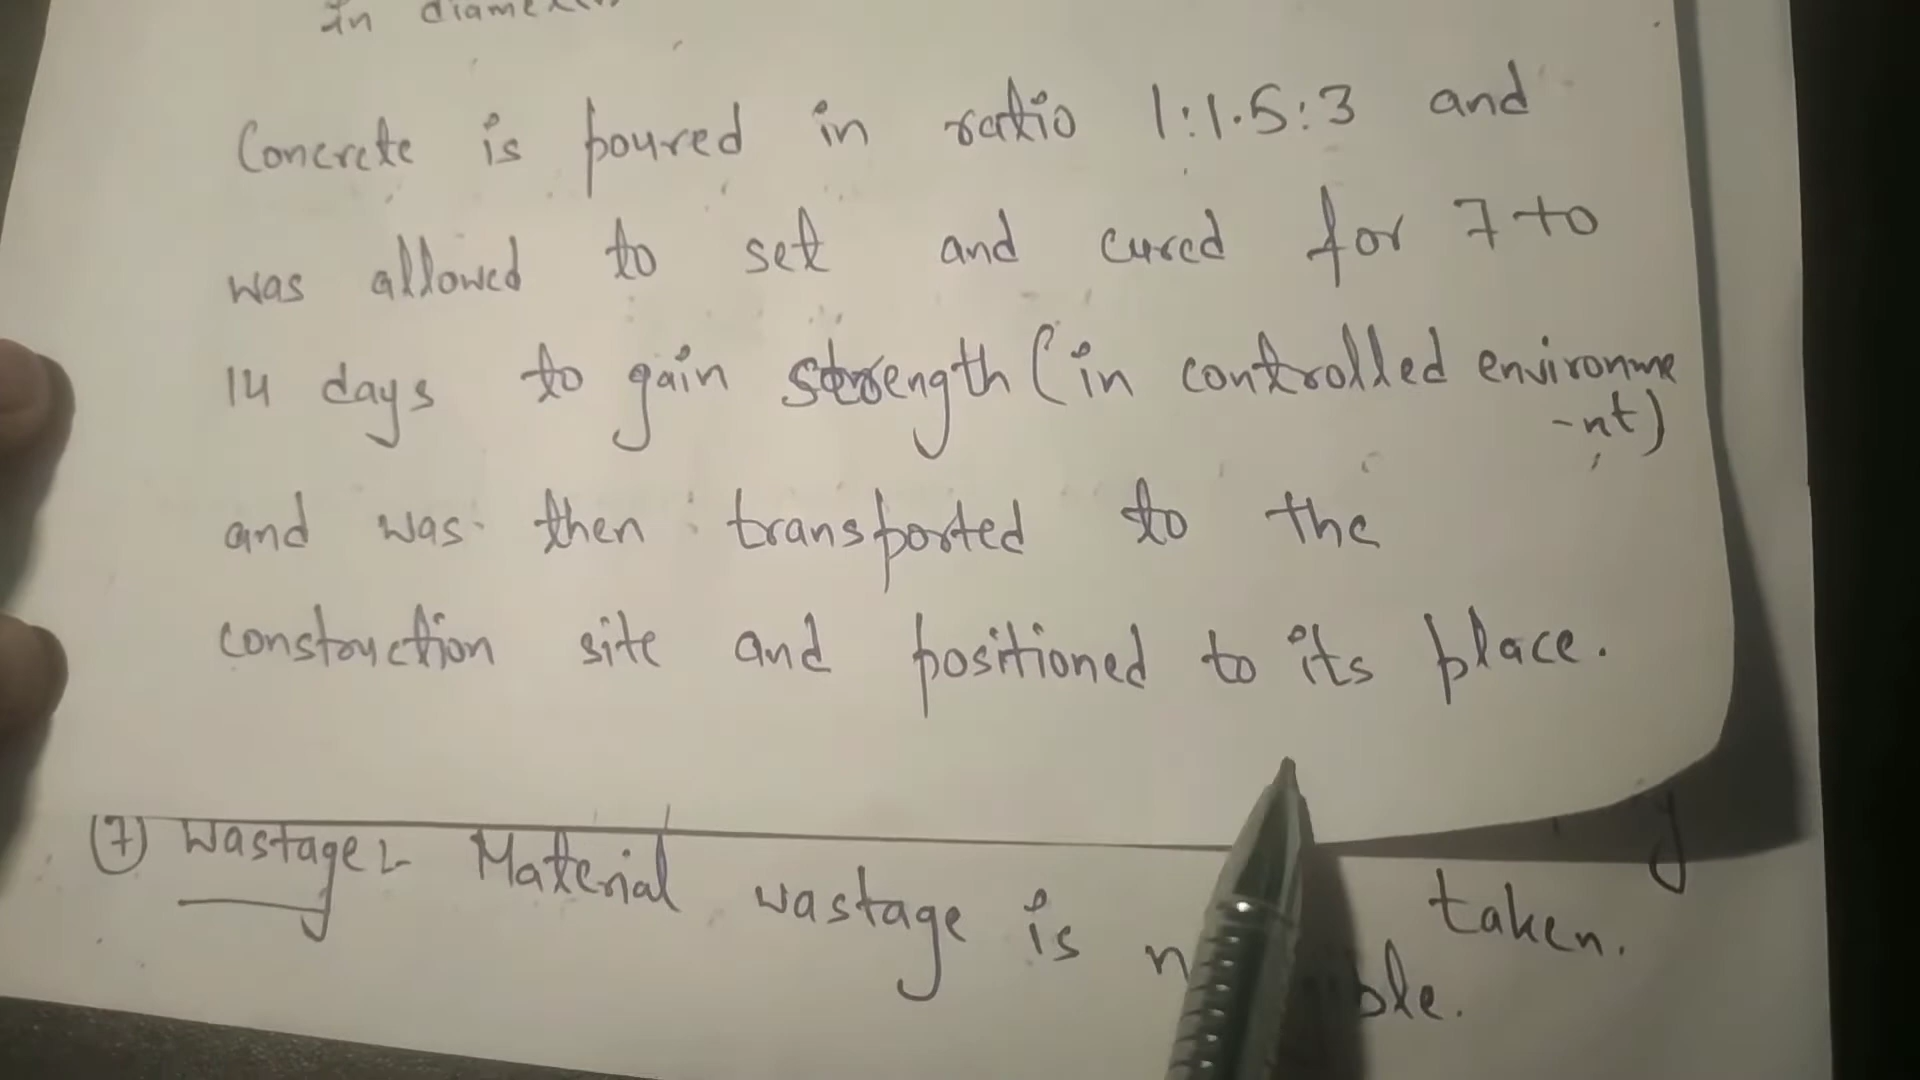 in
Concrete is poured in ratio 1:1.5:3 and
was allowed to set and cured for 7 to
14 days to gain strength (in controlled environme
-nt)
and was then transported to the
construction site and positioned to its place.
(7) Wastage:- Material wastage is
taken.